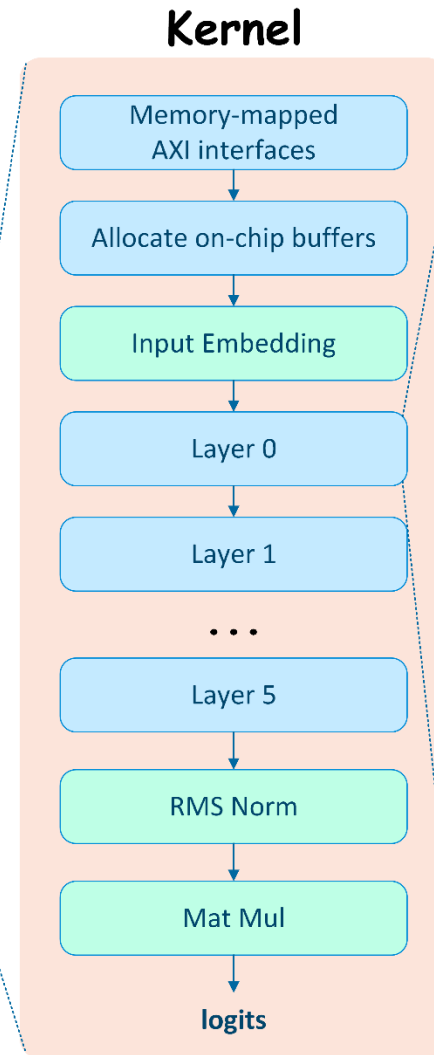 Kernel
Memory-mapped
AXI interfaces
Allocate on-chip buffers
Input Embedding
Layer 0
Layer 1
...
Layer 5
RMS Norm
Mat Mul
logits